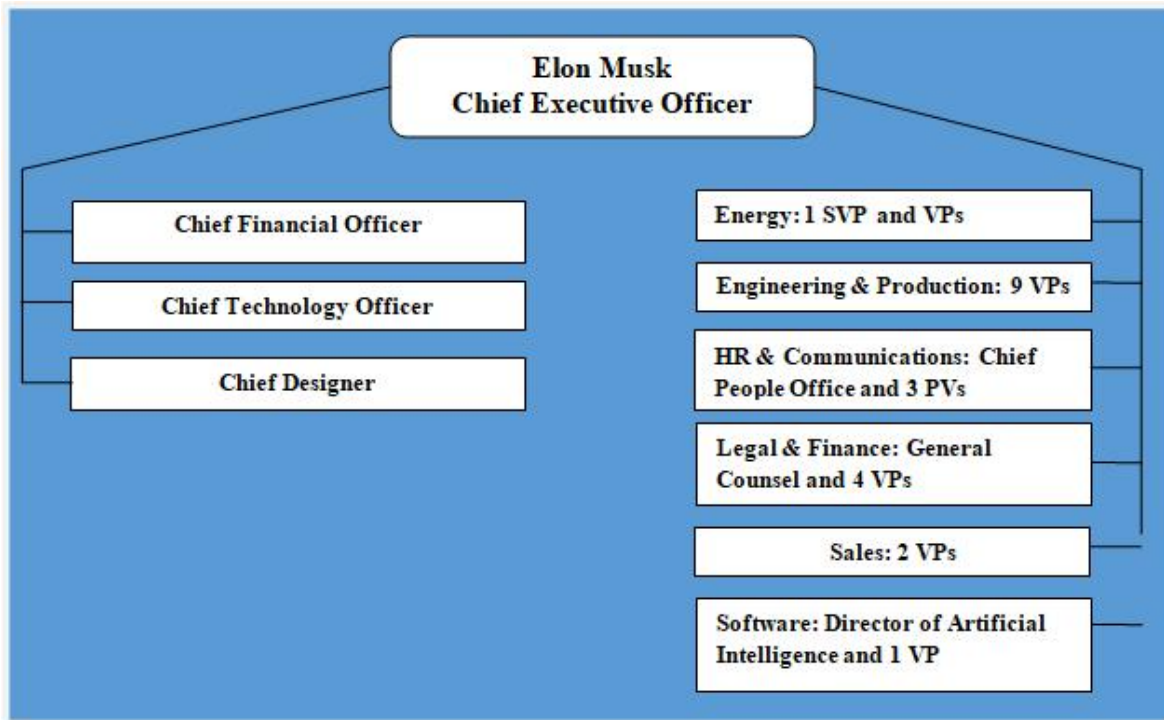 Elon Musk
Chief Executive Officer
Chief Financial Officer
Chief Technology Officer
Chief Designer
Energy: 1 SVP and VPs
Engineering & Production: 9 VPs
HR & Communications: Chief
People Office and 3 PVs
Legal & Finance: General
Counsel and 4 VPs
Sales: 2 VPs
Software: Director of Artificial
Intelligence and 1 VP